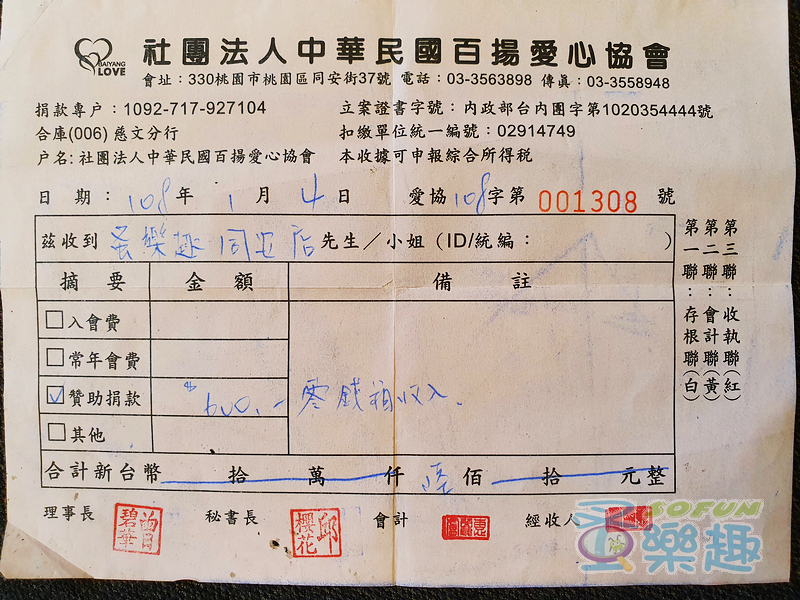 BAIYANG LOVE 社團法人中華民國百揚愛心協會
會址：330桃園市桃園區同安街37號 電話：03-3563898 傳真：03-3558948
捐款專戶：1092-717-927104 立案證書字號：內政部台內團字第1020354444號
合庫(006) 慈文分行 扣繳單位統一編號：02914749
戶名: 社團法人中華民國百揚愛心協會 本收據可申報綜合所得稅
日 期：108年 1 月 4 日 愛協108字第 001308 號
茲收到 蚤樂趣同安店 先生／小姐（ID/統編： ）
摘 要 金 額 備 註
入會費
常年會費
贊助捐款 600.- 零錢箱收入.
其他
合計新台幣 拾 萬 仟 陸 佰 拾 元整
理事長 碧華 秘書長 邱櫻花 會計 經收人
第一聯：存根聯(白)
第二聯：會計聯(黃)
第三聯：收執聯(紅)
SOFUN
蚤樂趣